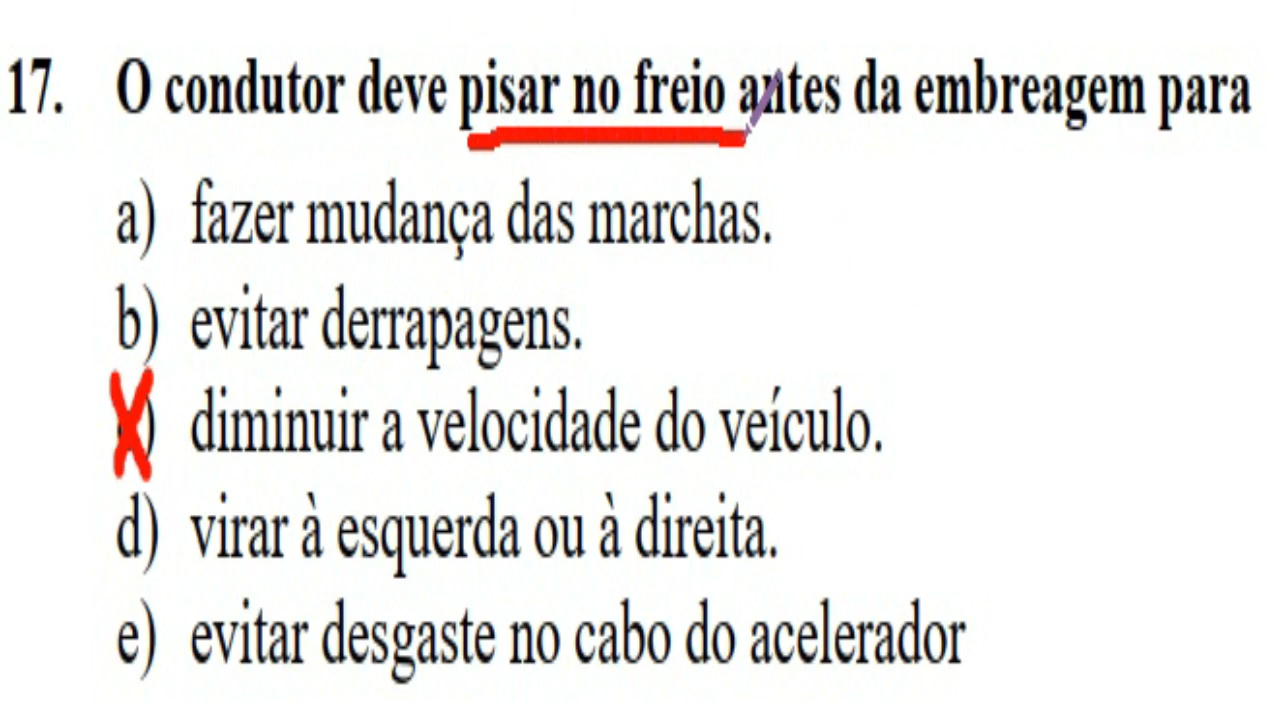 17. O condutor deve pisar no freio antes da embreagem para
a) fazer mudança das marchas.
b) evitar derrapagens.
) diminuir a velocidade do veículo.
d) virar à esquerda ou à direita.
e) evitar desgaste no cabo do acelerador